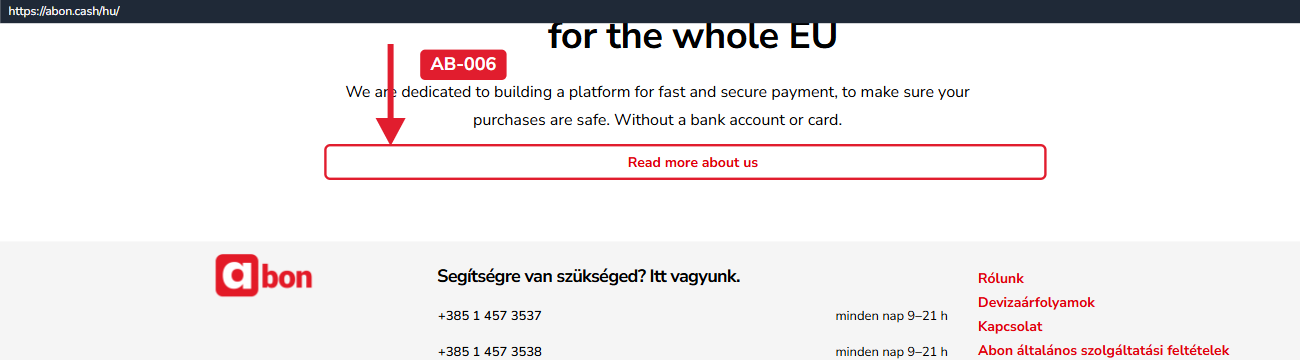 https://abon.cash/hu/
for the whole EU
AB-006
We are dedicated to building a platform for fast and secure payment, to make sure your
purchases are safe. Without a bank account or card.
Read more about us
abon
Segítségre van szükséged? Itt vagyunk.
+385 1 457 3537 minden nap 9–21 h
+385 1 457 3538 minden nap 9–21 h
Rólunk
Devizaárfolyamok
Kapcsolat
Abon általános szolgáltatási feltételek